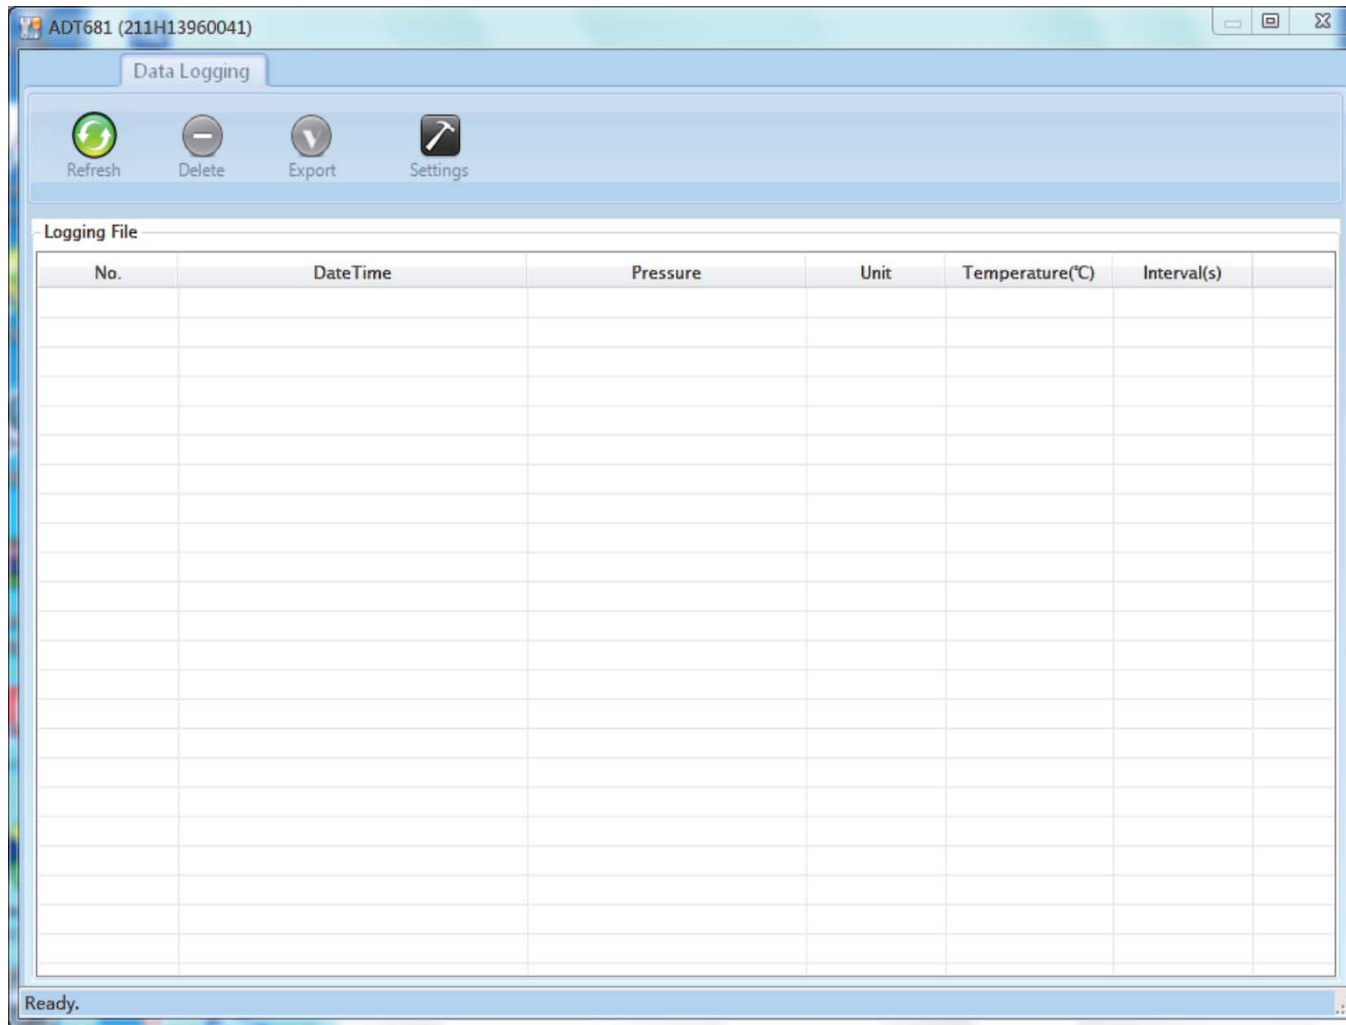 ADT681 (211H13960041)
Data Logging
Refresh Delete Export Settings
Logging File
No. DateTime Pressure Unit Temperature(℃) Interval(s)
Ready.